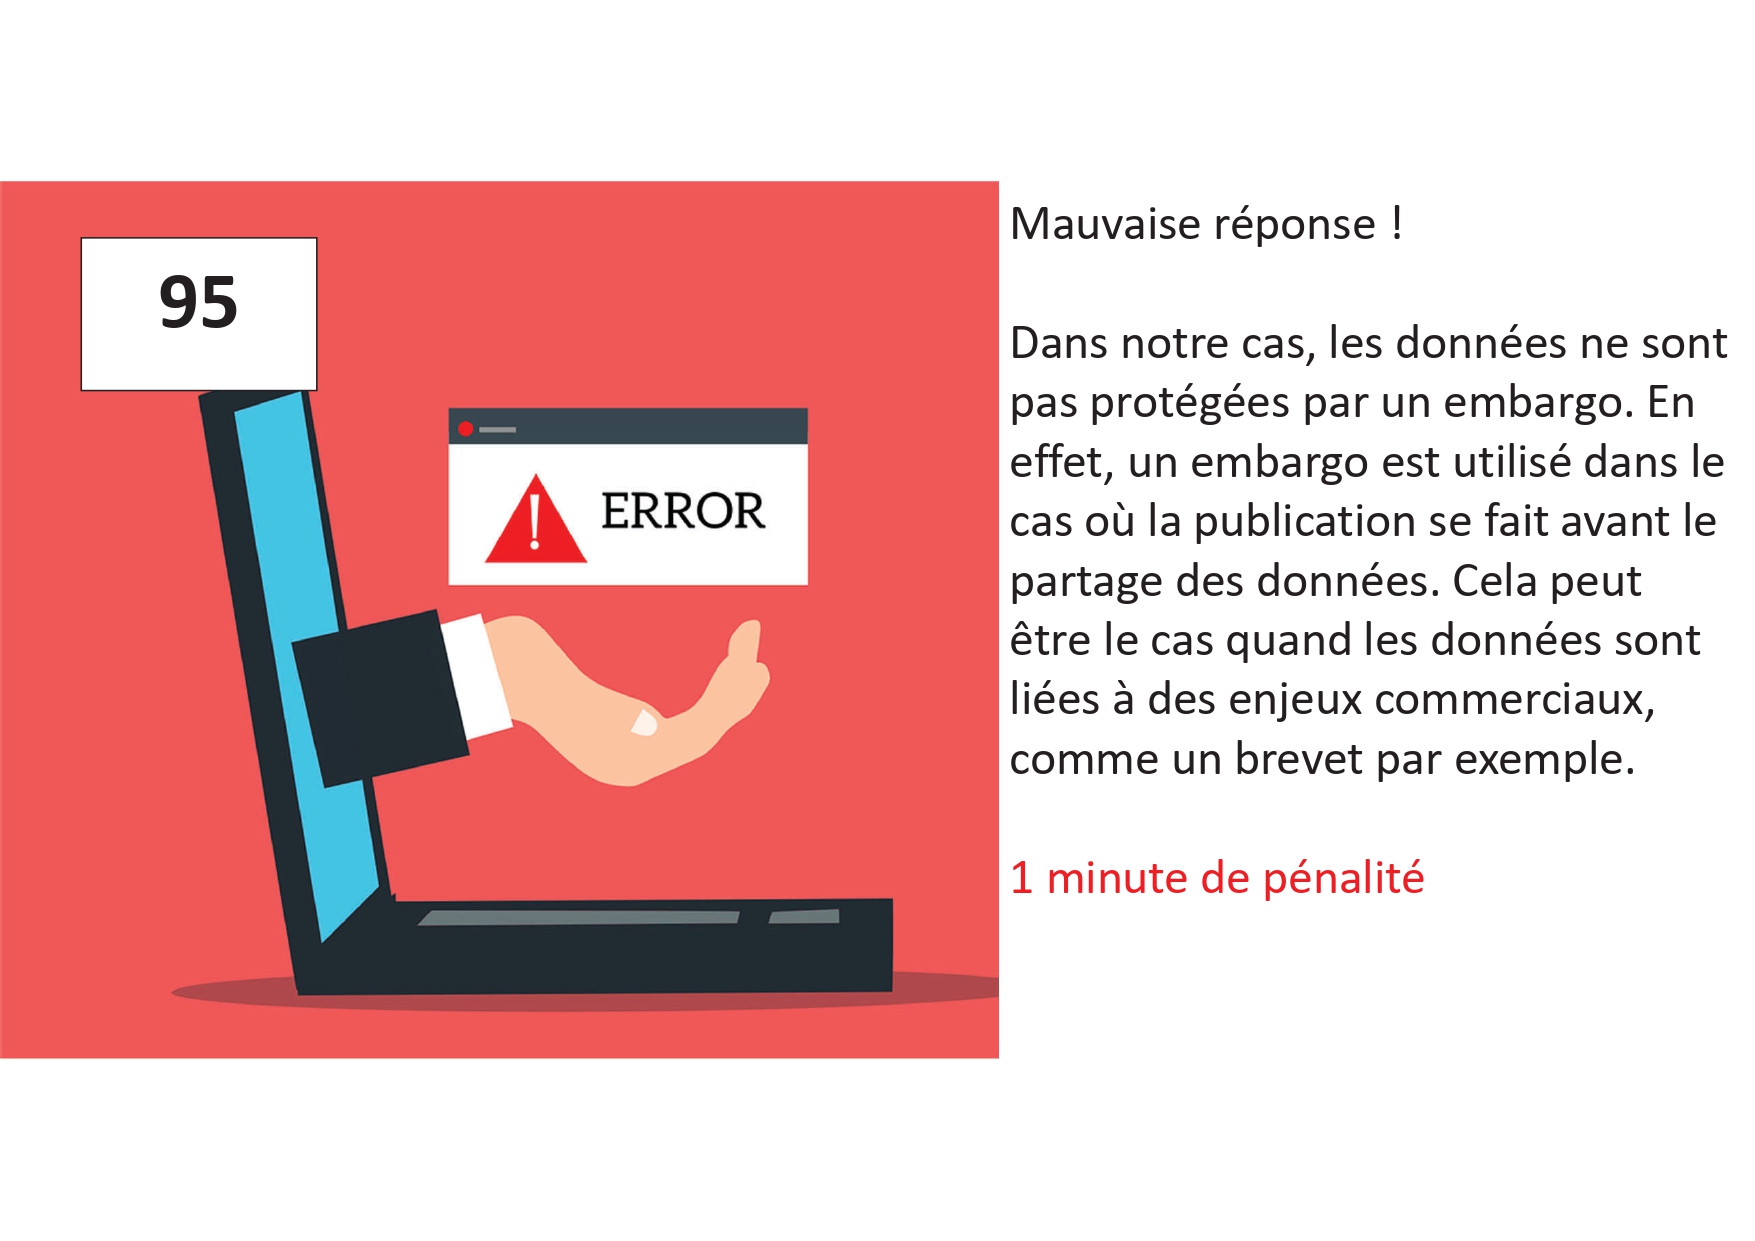 95
ERROR
Mauvaise réponse !
Dans notre cas, les données ne sont
pas protégées par un embargo. En
effet, un embargo est utilisé dans le
cas où la publication se fait avant le
partage des données. Cela peut
être le cas quand les données sont
liées à des enjeux commerciaux,
comme un brevet par exemple.
1 minute de pénalité